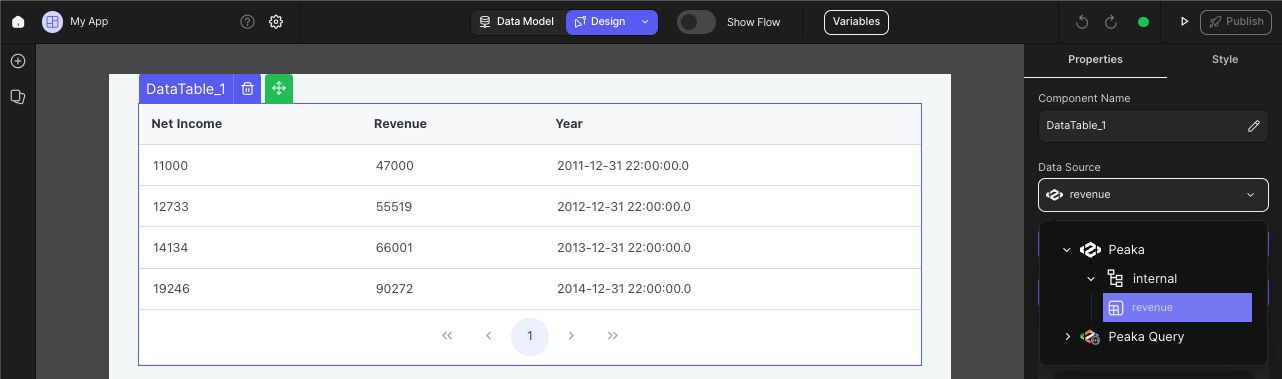 My App
Data Model
Design
Show Flow
Variables
Publish
Properties
Style
DataTable_1
Component Name
DataTable_1
Net Income Revenue Year
11000 47000 2011-12-31 22:00:00.0
12733 55519 2012-12-31 22:00:00.0
14134 66001 2013-12-31 22:00:00.0
19246 90272 2014-12-31 22:00:00.0
1
Data Source
revenue
Peaka
internal
revenue
Peaka Query